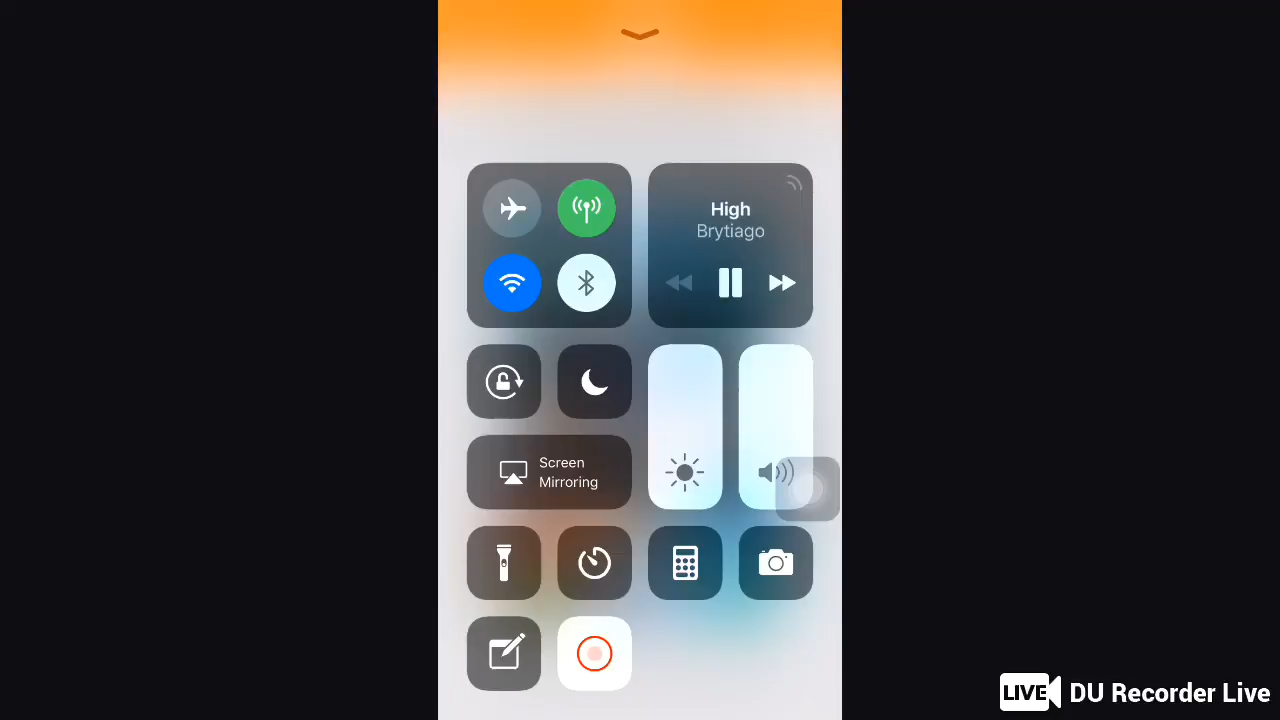 High
Brytiago
Screen
Mirroring
LIVE DU Recorder Live